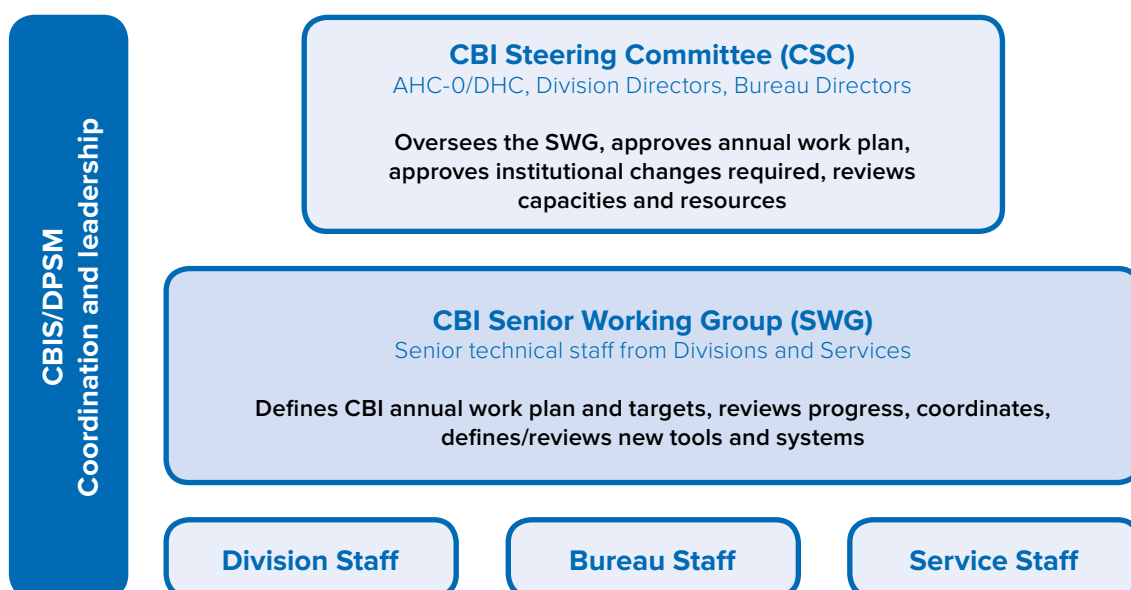 CBIS/DPSM
Coordination and leadership
CBI Steering Committee (CSC)
AHC-0/DHC, Division Directors, Bureau Directors
Oversees the SWG, approves annual work plan,
approves institutional changes required, reviews
capacities and resources
CBI Senior Working Group (SWG)
Senior technical staff from Divisions and Services
Defines CBI annual work plan and targets, reviews progress, coordinates,
defines/reviews new tools and systems
Division Staff
Bureau Staff
Service Staff